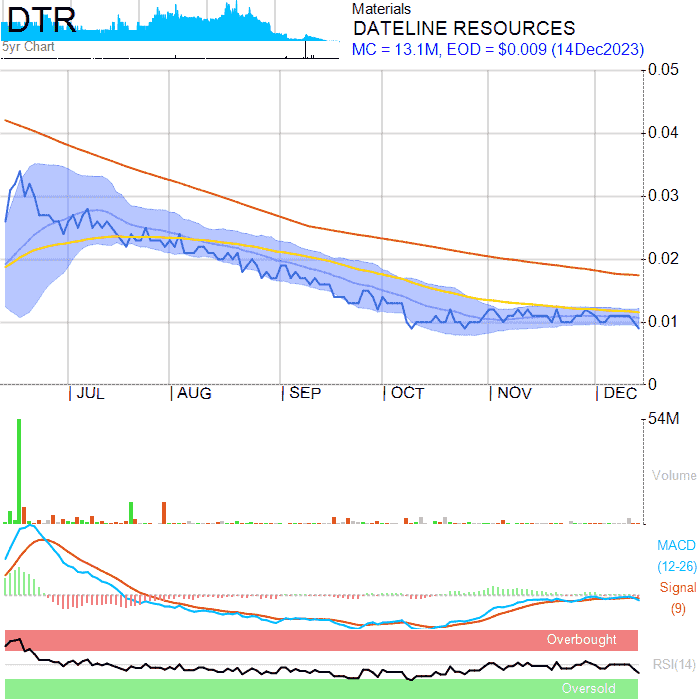 DTR
5yr Chart
Materials
DATELINE RESOURCES
MC = 13.1M, EOD = $0.009 (14Dec2023)
0.05
0.04
0.03
0.02
0.01
0
JUL AUG SEP OCT NOV DEC
54M
Volume
MACD
(12-26)
Signal
(9)
Overbought
RSI(14)
Oversold